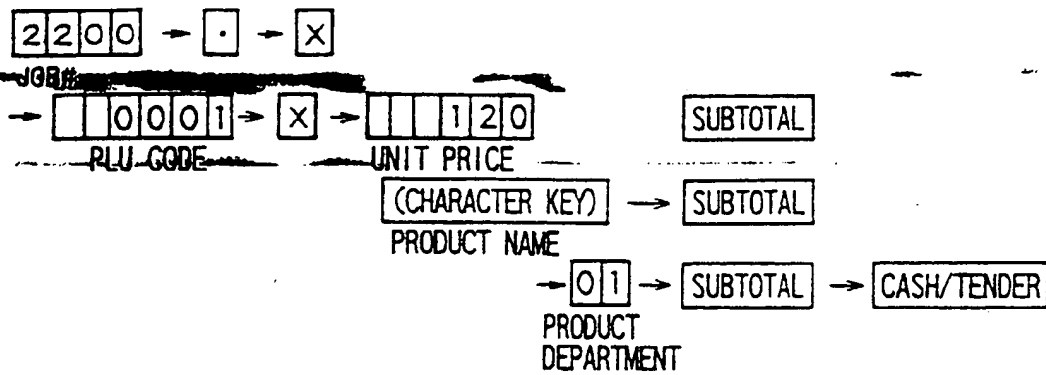 2200 → · → X
JOB#
→ 0001 → X → 120 SUBTOTAL
PLU CODE UNIT PRICE
(CHARACTER KEY) → SUBTOTAL
PRODUCT NAME
→ 01 → SUBTOTAL → CASH/TENDER
PRODUCT
DEPARTMENT